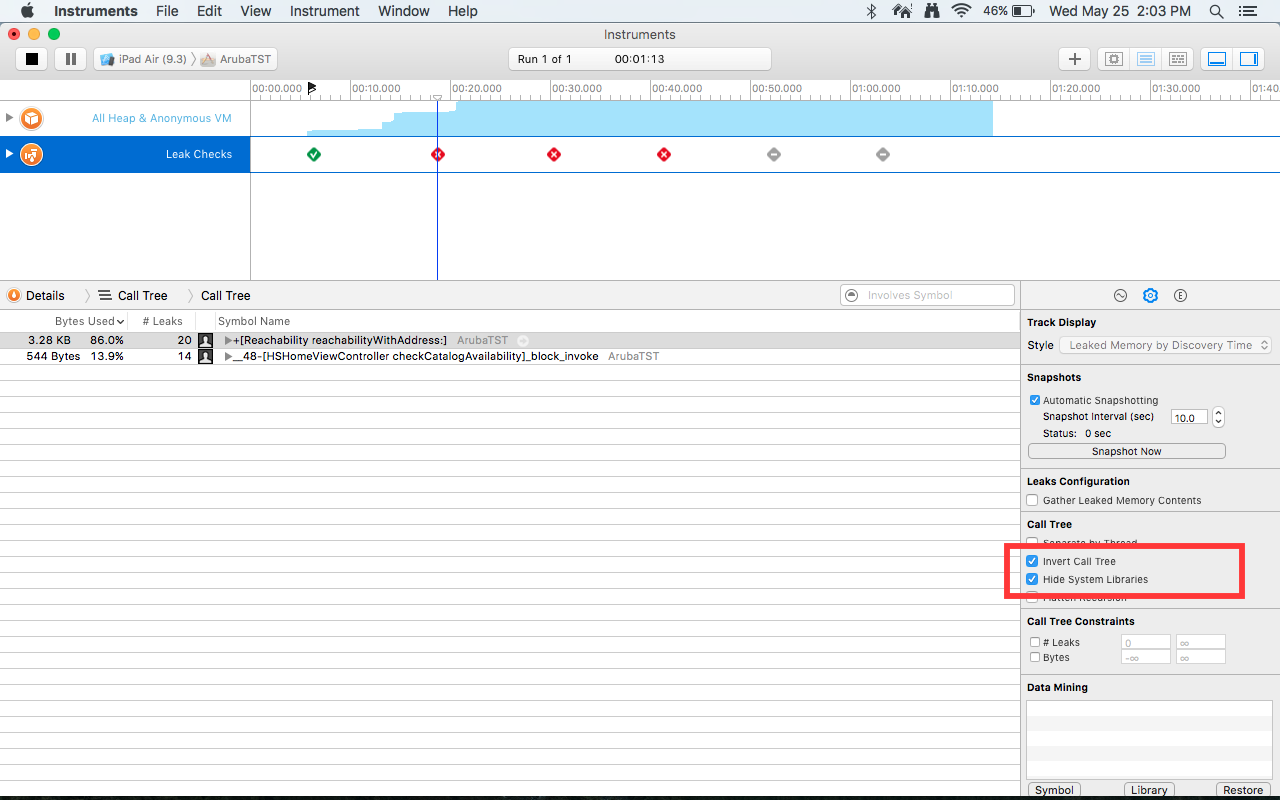 Instruments File Edit View Instrument Window Help 46% Wed May 25 2:03 PM
Instruments
iPad Air (9.3) ArubaTST Run 1 of 1 00:01:13
00:00.000 00:10.000 00:20.000 00:30.000 00:40.000 00:50.000 01:00.000 01:10.000 01:20.000 01:30.000 01:40
All Heap & Anonymous VM
Leak Checks
Details Call Tree Call Tree Involves Symbol E
Bytes Used # Leaks Symbol Name
3.28 KB 86.0% 20 +[Reachability reachabilityWithAddress:] ArubaTST
544 Bytes 13.9% 14 __48-[HSHomeViewController checkCatalogAvailability]_block_invoke ArubaTST
Track Display
Style Leaked Memory by Discovery Time
Snapshots
Automatic Snapshotting
Snapshot Interval (sec) 10.0
Status: 0 sec
Snapshot Now
Leaks Configuration
Gather Leaked Memory Contents
Call Tree
Separate by Thread
Invert Call Tree
Hide System Libraries
Flatten Recursion
Call Tree Constraints
# Leaks 0 ∞
Bytes -∞ ∞
Data Mining
Symbol Library Restore